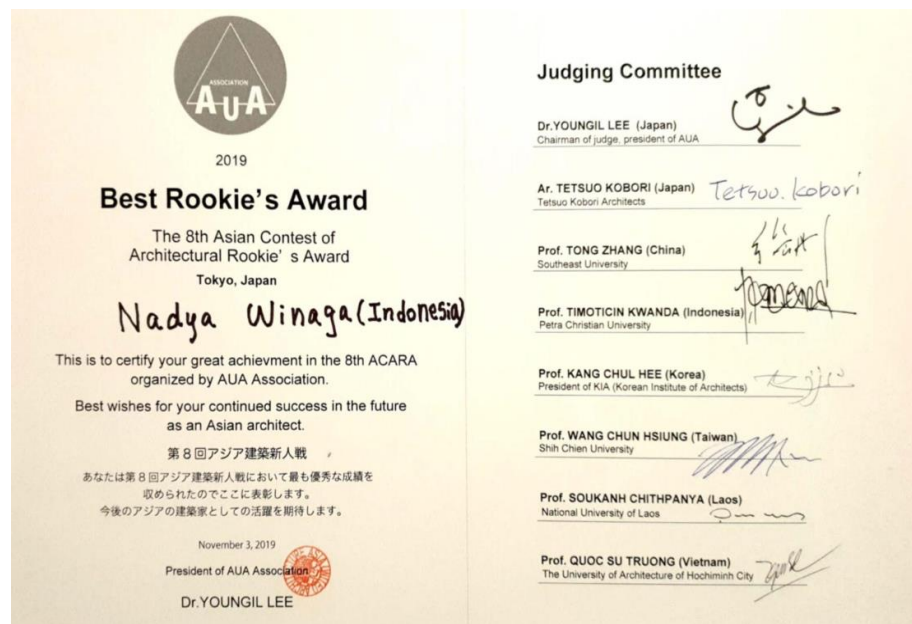 ASSOCIATION
AUA
2019
Best Rookie's Award
The 8th Asian Contest of
Architectural Rookie' s Award
Tokyo, Japan
Nadya Winaga (Indonesia)
This is to certify your great achievment in the 8th ACARA
organized by AUA Association.
Best wishes for your continued success in the future
as an Asian architect.
第8回アジア建築新人戦
あなたは第8回アジア建築新人戦において最も優秀な成績を
収められたのでここに表彰します。
今後のアジアの建築家としての活躍を期待します。
November 3, 2019
President of AUA Association
Dr.YOUNGIL LEE
Judging Committee
Dr.YOUNGIL LEE (Japan)
Chairman of judge, president of AUA
Ar. TETSUO KOBORI (Japan)
Tetsuo. kobori
Tetsuo Kobori Architects
Prof. TONG ZHANG (China)
Southeast University
Prof. TIMOTICIN KWANDA (Indonesia)
Petra Christian University
Prof. KANG CHUL HEE (Korea)
President of KIA (Korean Institute of Architects)
Prof. WANG CHUN HSIUNG (Taiwan)
Shih Chien University
Prof. SOUKANH CHITHPANYA (Laos)
National University of Laos
Prof. QUOC SU TRUONG (Vietnam)
The University of Architecture of Hochiminh City